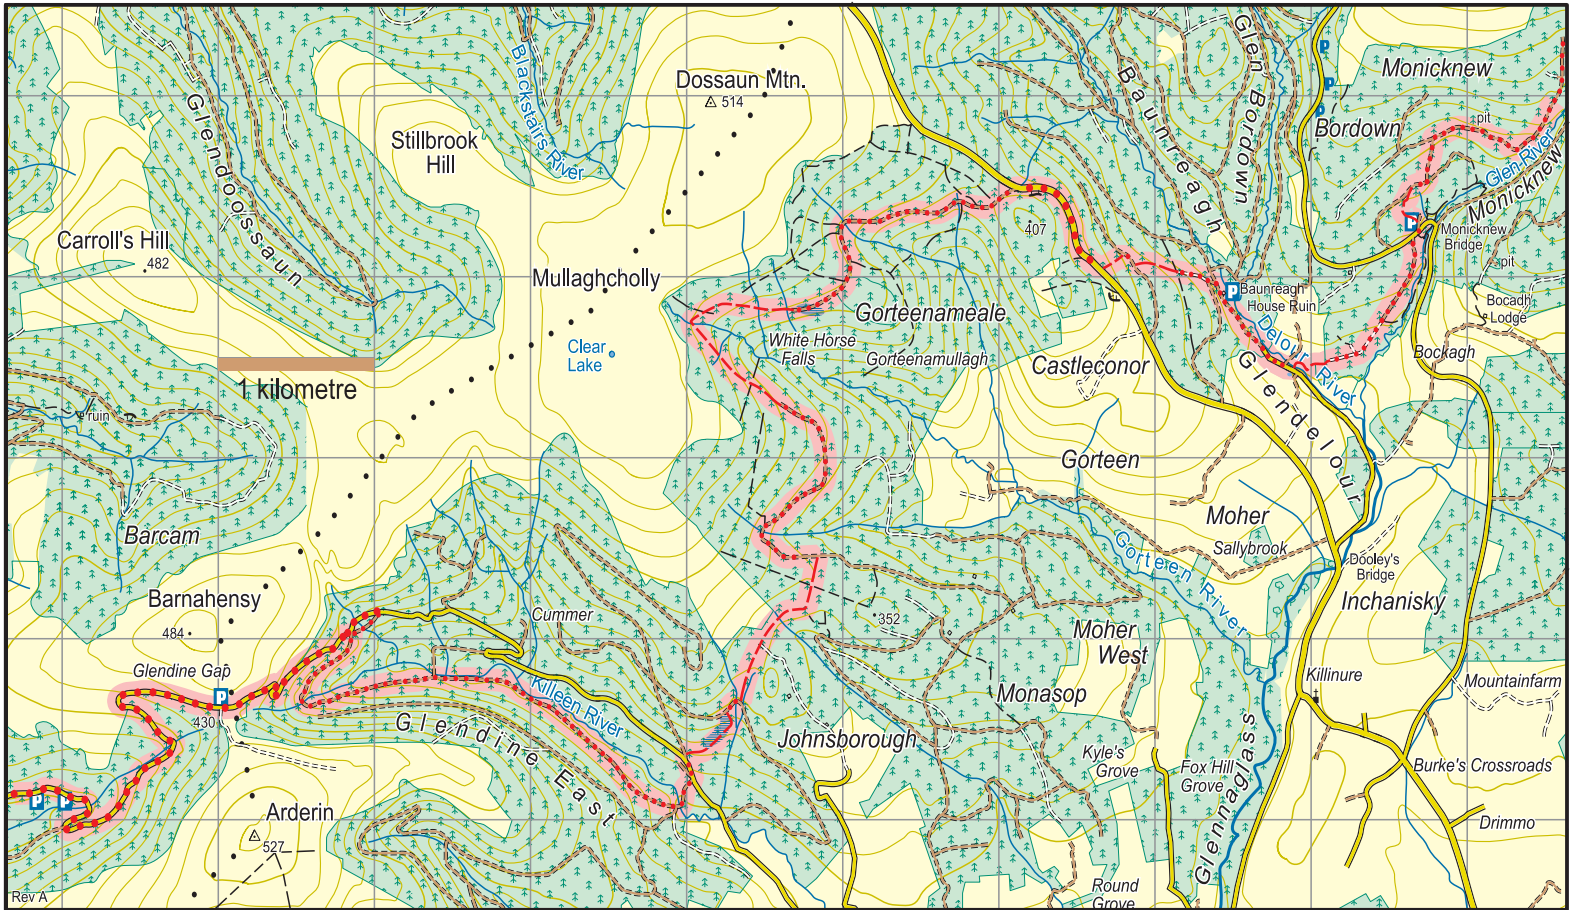 Dossaun Mtn.
514
Blackstairs River
Stillbrook
Hill
Glendossaun
Carroll's Hill
482
Baunreagh
Glen Bordown
Bordown
P
P
P
Monicknew
Bordown
pit
Glen-River
Monicknew
P
Monicknew
Bridge
pit
407
Mullaghcholly
P
Baunreagh
House Ruin
Bocadh
Lodge
Gorteenameale
White Horse
Falls
Gorteenamullagh
Clear
Lake
Castleconor
Delour River
Glendelour
Bockagh
1 kilometre
ruin
Gorteen
Barcam
Moher
Sallybrook
Gorteen River
Dooley's
Bridge
Inchanisky
Barnahensy
484
Cummer
352
Moher
West
Glendine Gap
P
430
Killeen River
Glendine East
Monasop
Killinure
Mountainfarm
Johnsborough
Kyle's
Grove
Fox Hill
Grove
Glenmaglass
Burke's Crossroads
P
P
Arderin
527
Drimmo
Round
Grove
Rev A